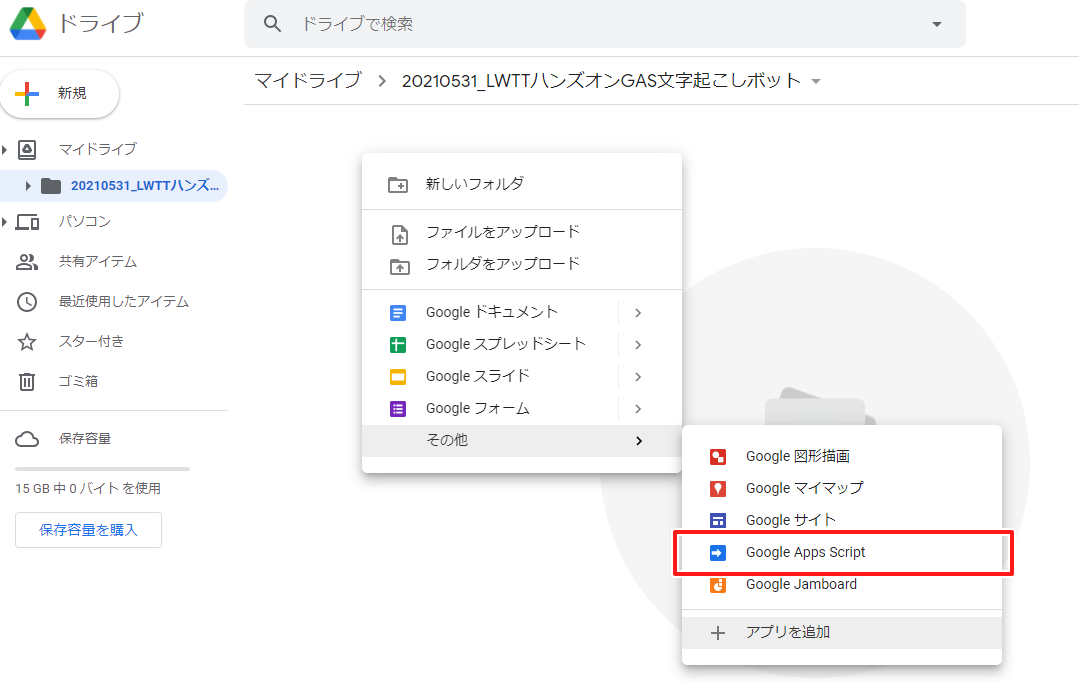 ドライブ
ドライブで検索
新規
マイドライブ
20210531_LWTTハンズ...
パソコン
共有アイテム
最近使用したアイテム
スター付き
ゴミ箱
保存容量
15 GB 中 0 バイト を使用
保存容量を購入
マイドライブ > 20210531_LWTTハンズオンGAS文字起こしボット
新しいフォルダ
ファイルをアップロード
フォルダをアップロード
Google ドキュメント
Google スプレッドシート
Google スライド
Google フォーム
その他
Google 図形描画
Google マイマップ
Google サイト
Google Apps Script
Google Jamboard
アプリを追加